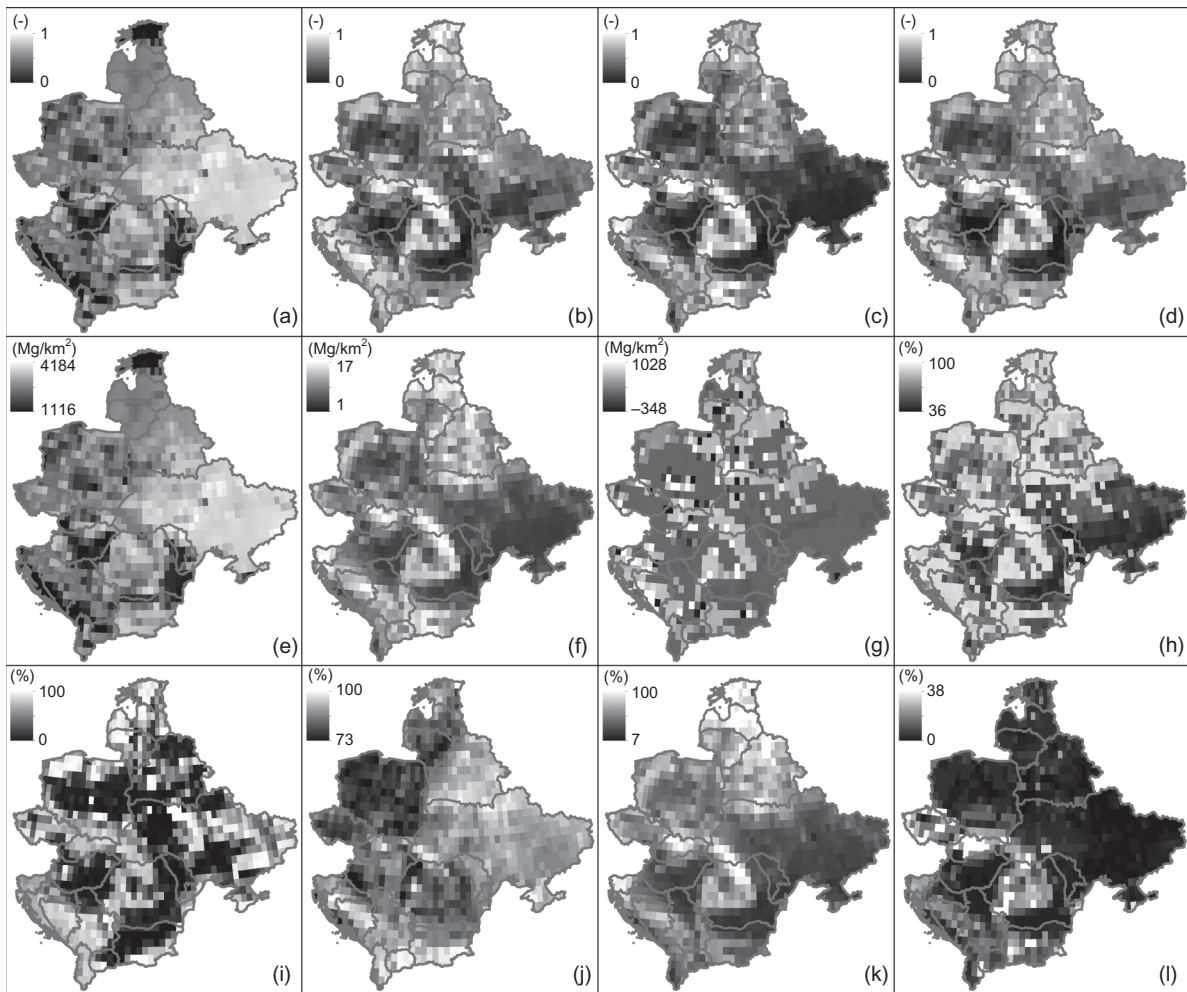 (-)
1
0
(a)
(-)
1
0
(b)
(-)
1
0
(c)
(-)
1
0
(d)
(Mg/km²)
4184
1116
(e)
(Mg/km²)
17
1
(f)
(Mg/km²)
1028
–348
(g)
(%)
100
36
(h)
(%)
100
0
(i)
(%)
100
73
(j)
(%)
100
7
(k)
(%)
38
0
(l)